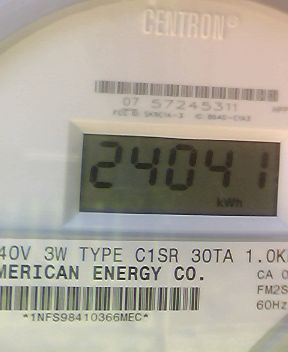 CENTRON®
07 57245311
24041
kWh
40V 3W TYPE C1SR 30TA 1.0K
MERICAN ENERGY CO.
CA 0
FM2S
60Hz
*1NFS98410366MEC*